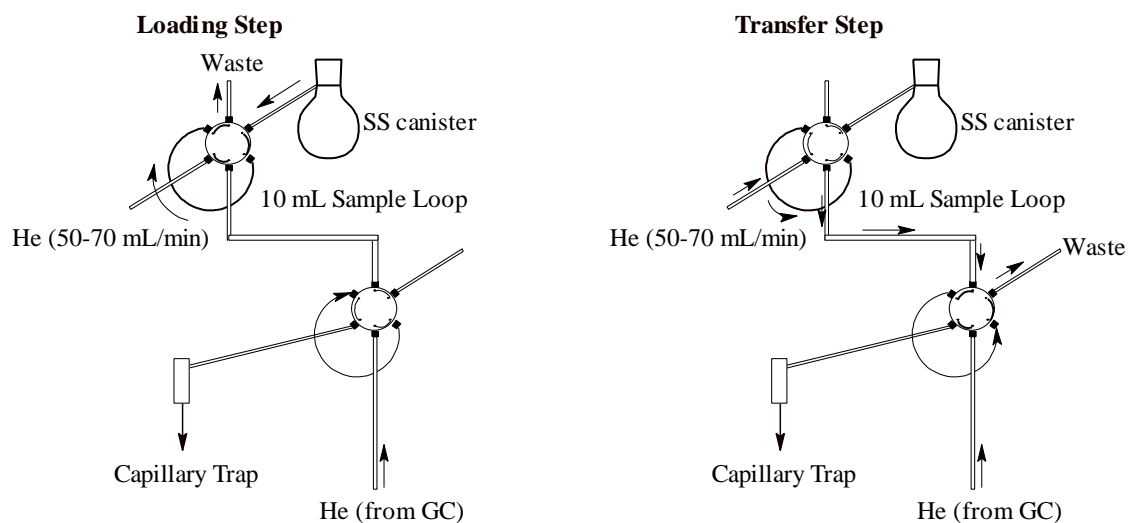 Loading Step
Waste
SS canister
10 mL Sample Loop
He (50-70 mL/min)
Capillary Trap
He (from GC)
Transfer Step
SS canister
10 mL Sample Loop
He (50-70 mL/min)
Waste
Capillary Trap
He (from GC)